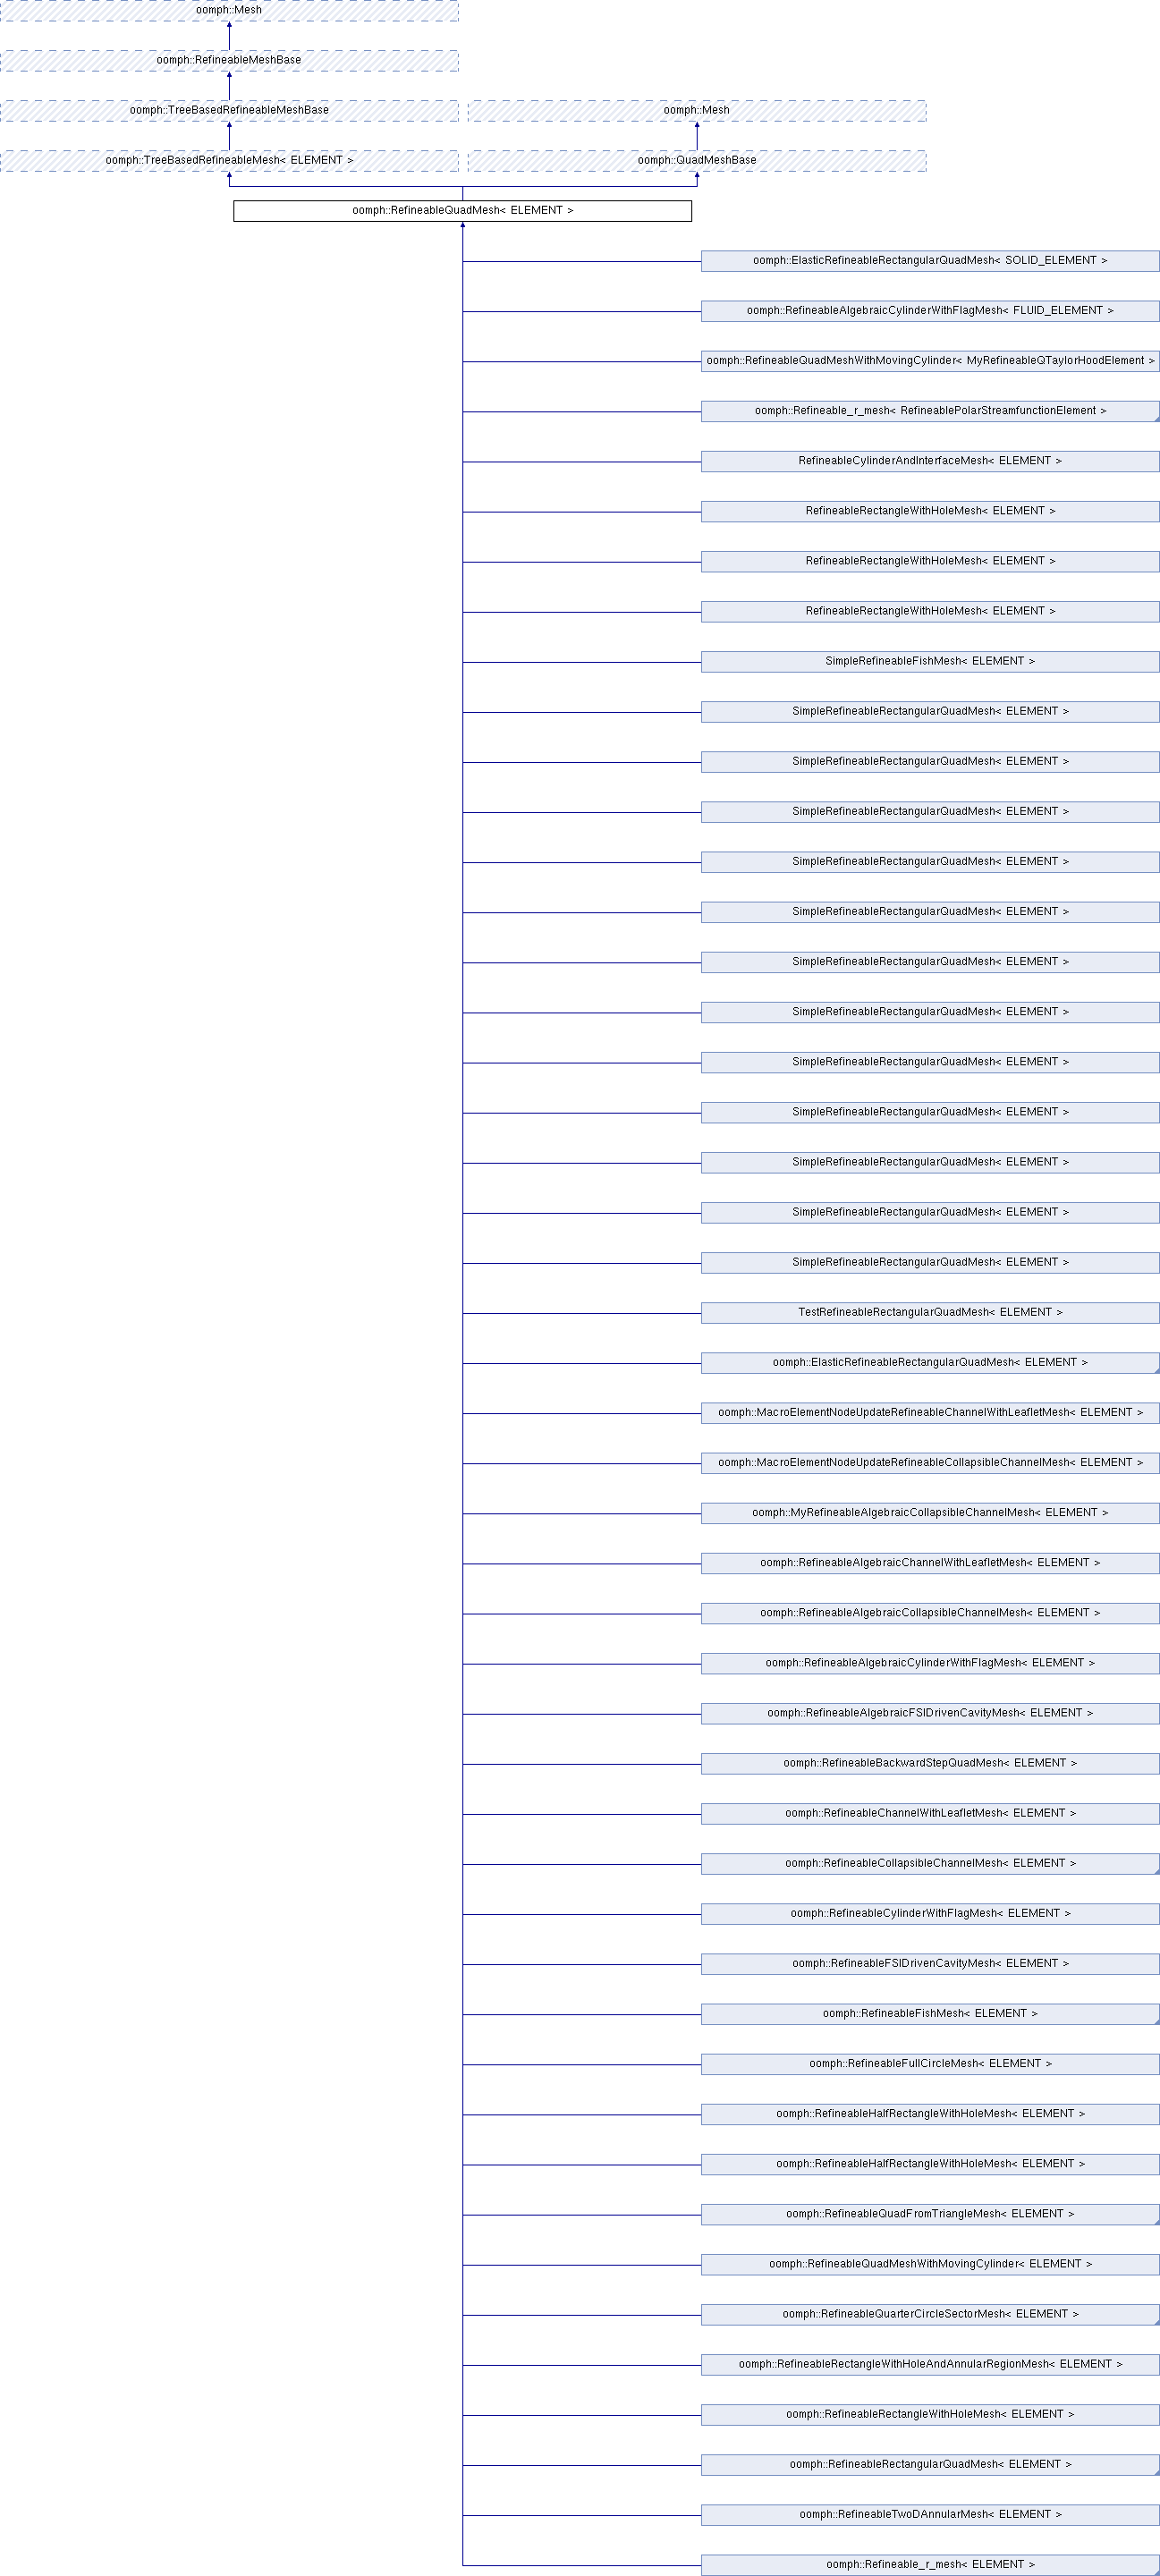 oomph::Mesh
oomph::RefineableMeshBase
oomph::TreeBasedRefineableMeshBase
oomph::Mesh
oomph::TreeBasedRefineableMesh< ELEMENT >
oomph::QuadMeshBase
oomph::RefineableQuadMesh< ELEMENT >
oomph::ElasticRefineableRectangularQuadMesh< SOLID_ELEMENT >
oomph::RefineableAlgebraicCylinderWithFlagMesh< FLUID_ELEMENT >
oomph::RefineableQuadMeshWithMovingCylinder< MyRefineableQTaylorHoodElement >
oomph::Refineable_r_mesh< RefineablePolarStreamfunctionElement >
RefineableCylinderAndInterfaceMesh< ELEMENT >
RefineableRectangleWithHoleMesh< ELEMENT >
RefineableRectangleWithHoleMesh< ELEMENT >
RefineableRectangleWithHoleMesh< ELEMENT >
SimpleRefineableFishMesh< ELEMENT >
SimpleRefineableRectangularQuadMesh< ELEMENT >
SimpleRefineableRectangularQuadMesh< ELEMENT >
SimpleRefineableRectangularQuadMesh< ELEMENT >
SimpleRefineableRectangularQuadMesh< ELEMENT >
SimpleRefineableRectangularQuadMesh< ELEMENT >
SimpleRefineableRectangularQuadMesh< ELEMENT >
SimpleRefineableRectangularQuadMesh< ELEMENT >
SimpleRefineableRectangularQuadMesh< ELEMENT >
SimpleRefineableRectangularQuadMesh< ELEMENT >
SimpleRefineableRectangularQuadMesh< ELEMENT >
SimpleRefineableRectangularQuadMesh< ELEMENT >
SimpleRefineableRectangularQuadMesh< ELEMENT >
TestRefineableRectangularQuadMesh< ELEMENT >
oomph::ElasticRefineableRectangularQuadMesh< ELEMENT >
oomph::MacroElementNodeUpdateRefineableChannelWithLeafletMesh< ELEMENT >
oomph::MacroElementNodeUpdateRefineableCollapsibleChannelMesh< ELEMENT >
oomph::MyRefineableAlgebraicCollapsibleChannelMesh< ELEMENT >
oomph::RefineableAlgebraicChannelWithLeafletMesh< ELEMENT >
oomph::RefineableAlgebraicCollapsibleChannelMesh< ELEMENT >
oomph::RefineableAlgebraicCylinderWithFlagMesh< ELEMENT >
oomph::RefineableAlgebraicFSIDrivenCavityMesh< ELEMENT >
oomph::RefineableBackwardStepQuadMesh< ELEMENT >
oomph::RefineableChannelWithLeafletMesh< ELEMENT >
oomph::RefineableCollapsibleChannelMesh< ELEMENT >
oomph::RefineableCylinderWithFlagMesh< ELEMENT >
oomph::RefineableFSIDrivenCavityMesh< ELEMENT >
oomph::RefineableFishMesh< ELEMENT >
oomph::RefineableFullCircleMesh< ELEMENT >
oomph::RefineableHalfRectangleWithHoleMesh< ELEMENT >
oomph::RefineableHalfRectangleWithHoleMesh< ELEMENT >
oomph::RefineableQuadFromTriangleMesh< ELEMENT >
oomph::RefineableQuadMeshWithMovingCylinder< ELEMENT >
oomph::RefineableQuarterCircleSectorMesh< ELEMENT >
oomph::RefineableRectangleWithHoleAndAnnularRegionMesh< ELEMENT >
oomph::RefineableRectangleWithHoleMesh< ELEMENT >
oomph::RefineableRectangularQuadMesh< ELEMENT >
oomph::RefineableTwoDAnnularMesh< ELEMENT >
oomph::Refineable_r_mesh< ELEMENT >